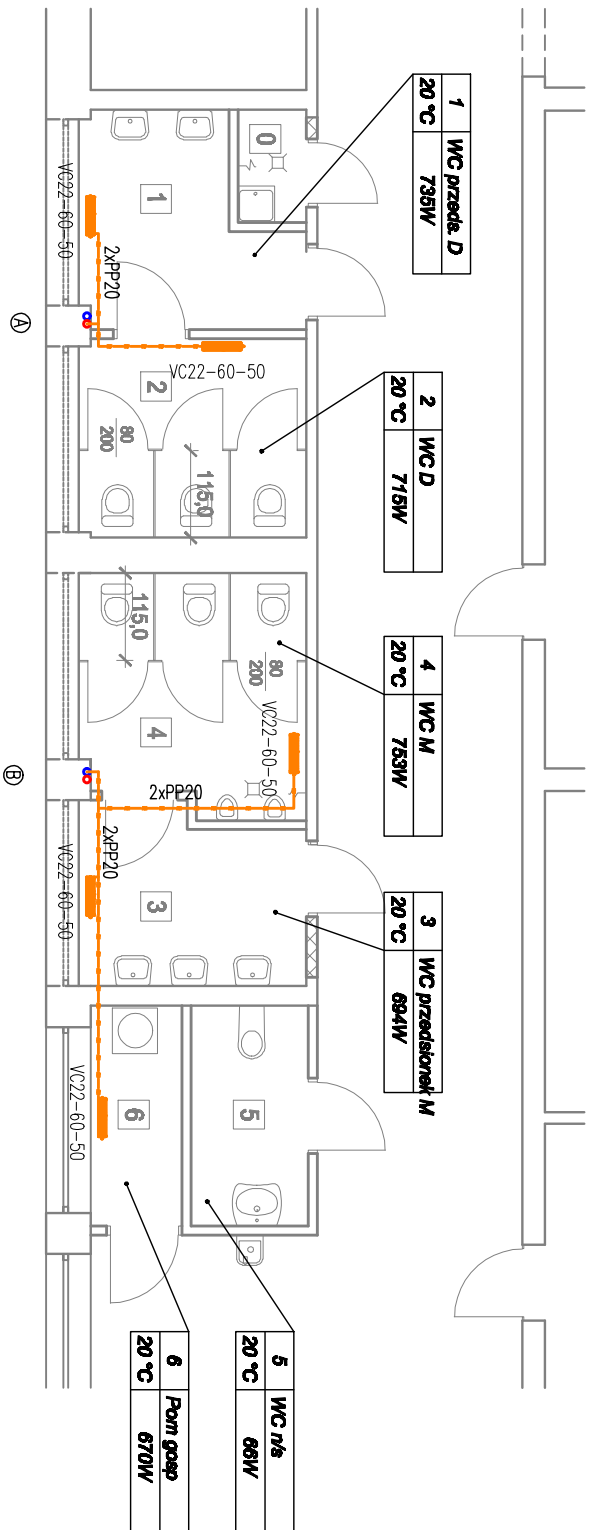 1 WC przeds. D
20 °C 735W
2 WC D
20 °C 715W
4 WC M
20 °C 753W
3 WC przedsionek M
20 °C 694W
5 WC n/s
20 °C 66W
6 Pom gosp
20 °C 670W
0
1
VC22-60-50
2xPP20
A
2
VC22-60-50
80
200
115,0
115,0
80
200
4
VC22-60-50
B
2xPP20
2xPP20
3
VC22-60-50
5
6
VC22-60-50